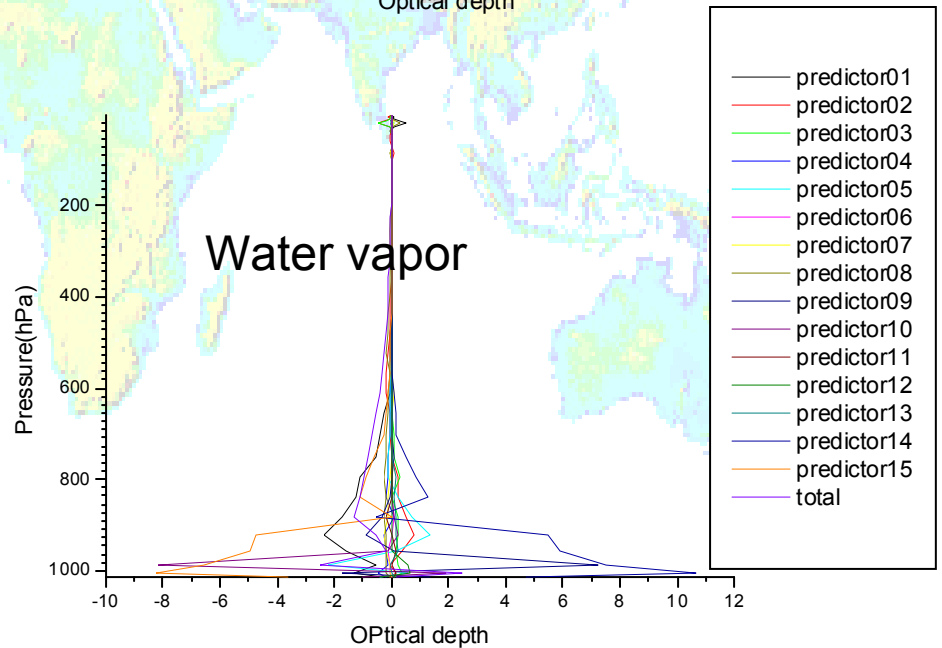 Optical depth
predictor01
predictor02
predictor03
predictor04
predictor05
predictor06
predictor07
predictor08
predictor09
predictor10
predictor11
predictor12
predictor13
predictor14
predictor15
total
Water vapor
Pressure(hPa)
200
400
600
800
1000
-10 -8 -6 -4 -2 0 2 4 6 8 10 12
OPtical depth